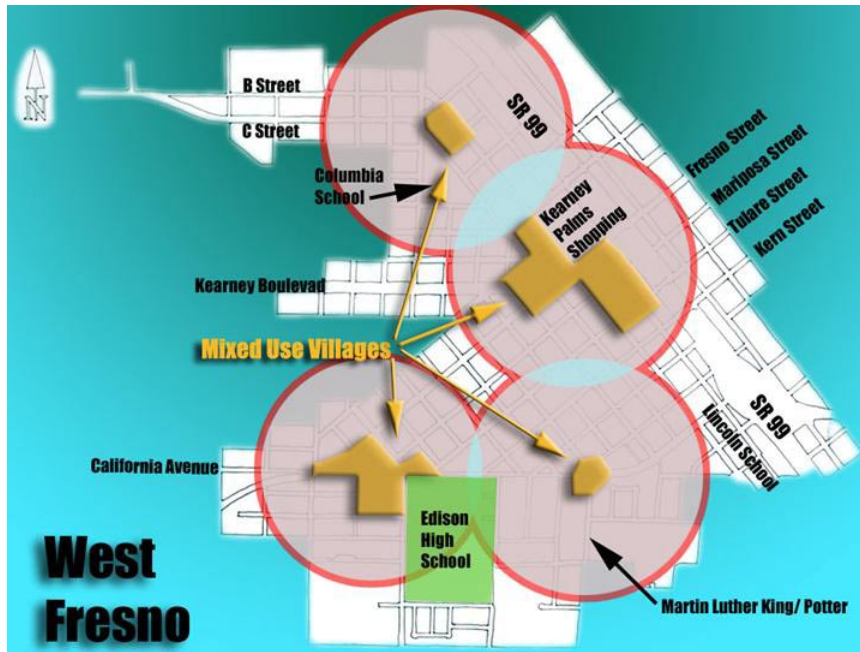 N
B Street
C Street
SR 99
Columbia
School
Fresno Street
Mariposa Street
Tulare Street
Kern Street
Kearney
Palms
Shopping
Kearney Boulevad
Mixed Use Villages
SR 99
Lincoln School
California Avenue
Edison
High
School
West
Fresno
Martin Luther King/ Potter